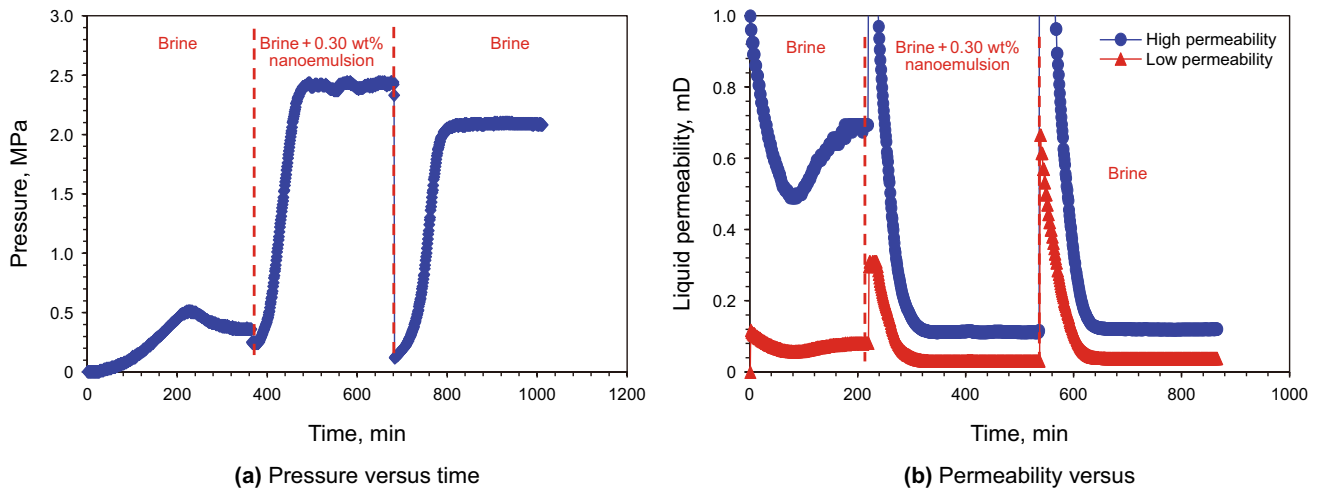 3.0
2.5
2.0
1.5
1.0
0.5
0
Pressure, MPa
Brine
Brine + 0.30 wt%
nanoemulsion
Brine
0 200 400 600 800 1000 1200
Time, min
(a) Pressure versus time
1.0
0.8
0.6
0.4
0.2
0.0
Liquid permeability, mD
Brine
Brine + 0.30 wt%
nanoemulsion
High permeability
Low permeability
Brine
0 200 400 600 800 1000
Time, min
(b) Permeability versus